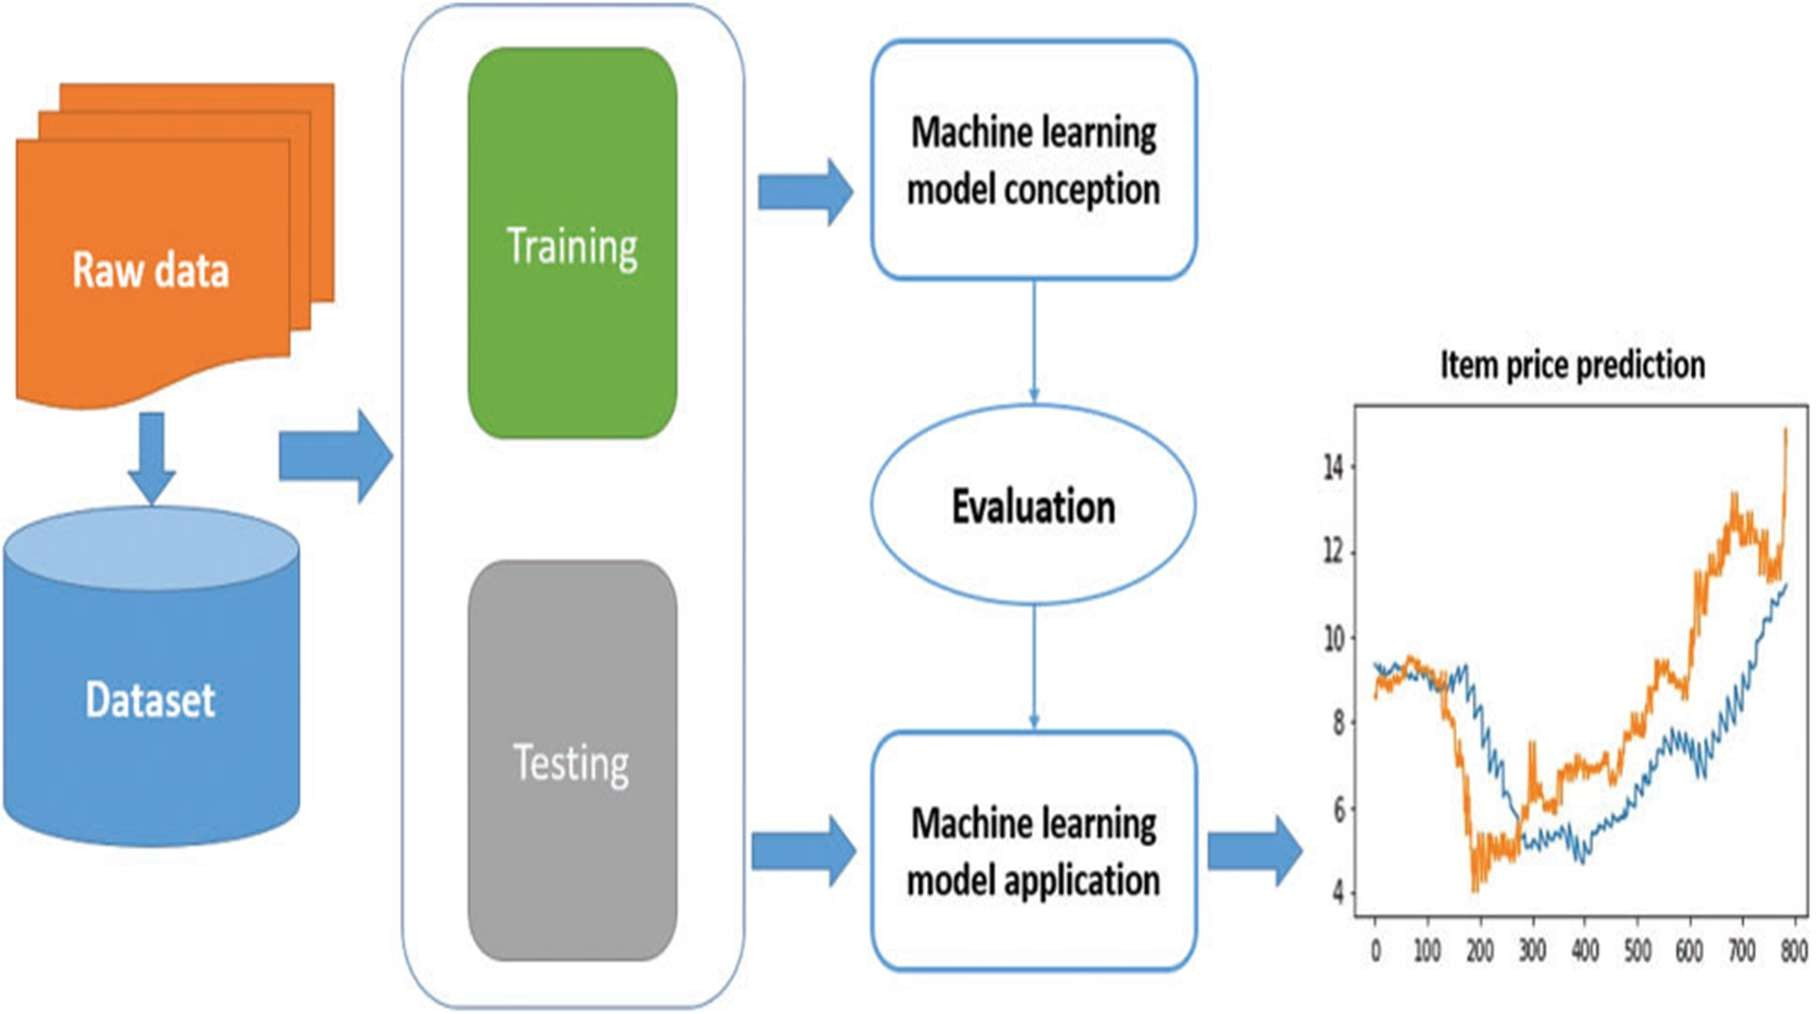 Raw data
Dataset
Training
Testing
Machine learning
model conception
Evaluation
Machine learning
model application
Item price prediction
14
12
10
8
6
4
0 100 200 300 400 500 600 700 800